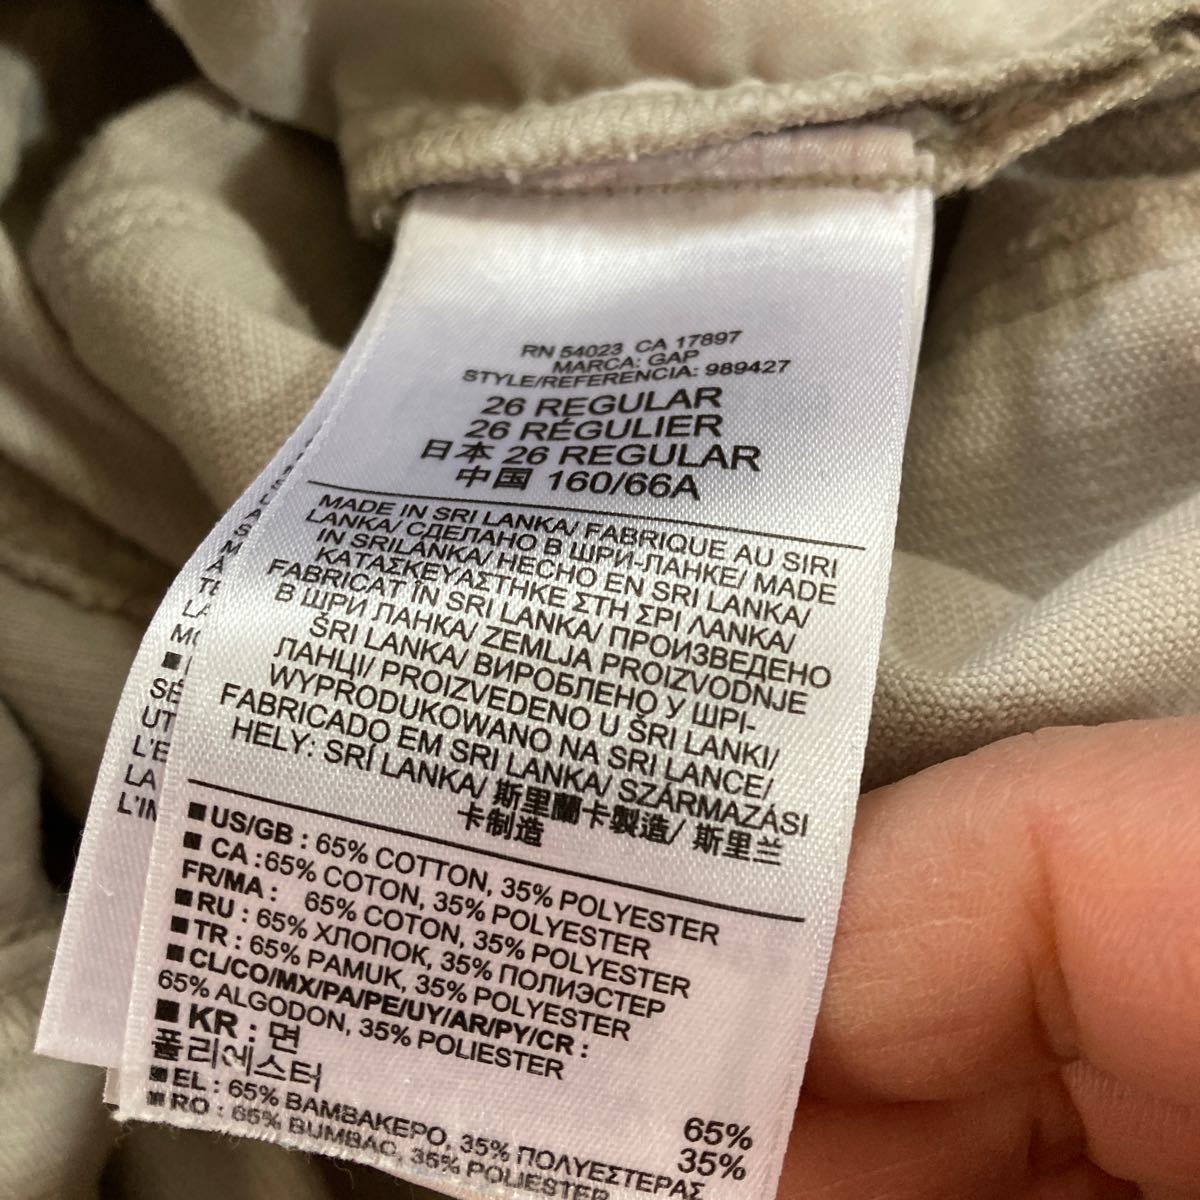 RN 54023 CA 17897
MARCA: GAP
STYLE/REFERENCIA: 989427
26 REGULAR
26 RÉGULIER
日本 26 REGULAR
中国 160/66A
MADE IN SRI LANKA/ FABRIQUE AU SIRI
LANKA/ СДЕЛАНО В ШРИ-ЛАНКЕ/ MADE
IN SRILANKA/ HECHO EN SRI LANKA/
ΚΑΤΑΣΚΕΥΑΣΤΗΚΕ ΣΤΗ ΣΡΙ ΛΑΝΚΑ/
FABRICAT ÎN SRI LANKA/ ПРОИЗВЕДЕНО
В ШРИ ЛАНКА/ ZEMLJA PROIZVODNJE
ŠRI LANKA/ ВИРОБЛЕНО У ШРІ-
ЛАНЦІ/ PROIZVEDENO U ŠRI LANKI/
WYPRODUKOWANO NA SRI LANCE/
FABRICADO EM SRI LANKA/ SZÁRMAZÁSI
HELY: SRÍ LANKA/ 斯里蘭卡製造/ 斯里兰
卡制造
■ US/GB : 65% COTTON, 35% POLYESTER
■ CA :65% COTON, 35% POLYESTER
FR/MA : 65% COTON, 35% POLYESTER
■ RU : 65% ХЛОПОК, 35% ПОЛИЭСТЕР
■ TR : 65% PAMUK, 35% POLYESTER
■ CL/CO/MX/PA/PE/UY/AR/PY/CR :
65% ALGODON, 35% POLIESTER
■ KR : 면 65%
폴리에스터 35%
■ EL : 65% ΒΑΜΒΑΚΕΡΟ, 35% ΠΟΛΥΕΣΤΕΡΑΣ
■ RO : 65% BUMBAC, 35% POLYESTER